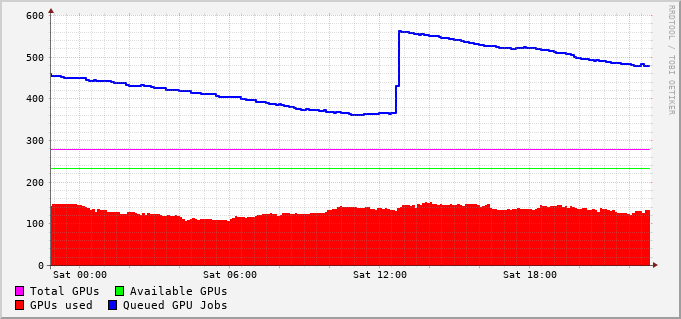 600
500
400
300
200
100
0
Sat 00:00 Sat 06:00 Sat 12:00 Sat 18:00
Total GPUs Available GPUs
GPUs used Queued GPU Jobs
RRDTOOL / TOBI OETIKER